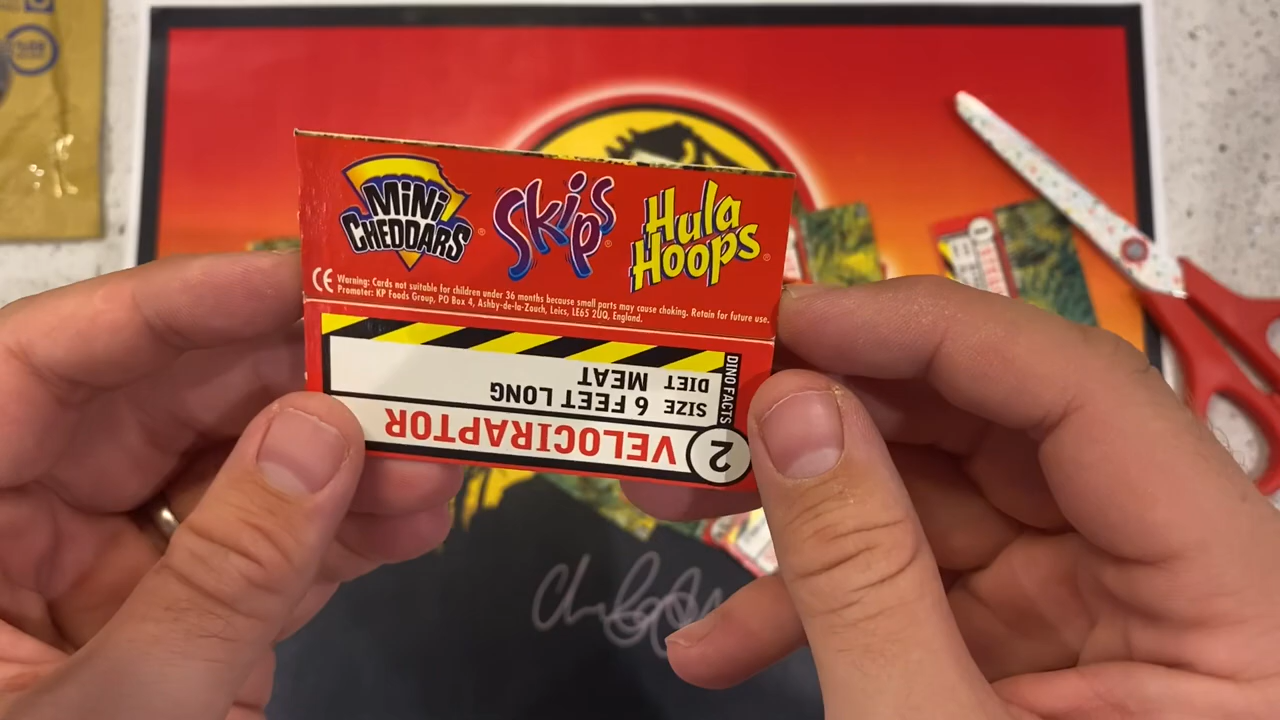 MiNi
CHEDDARS
Skips
Hula
Hoops
CE Warning: Cards not suitable for children under 36 months because small parts may cause choking. Retain for future use.
Promoter: KP Foods Group, PO Box 4, Ashby-de-la-Zouch, Leics, LE65 2UQ, England.
2 VELOCIRAPTOR
DINO FACTS
SIZE 6 FEET LONG
DIET MEAT